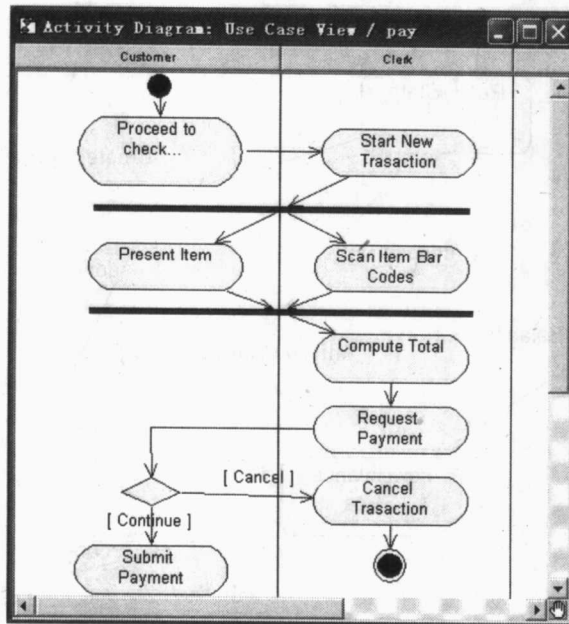 Activity Diagram: Use Case View / pay
Customer
Clerk
Proceed to
check...
Start New
Trasaction
Present Item
Scan Item Bar
Codes
Compute Total
Request
Payment
[ Cancel ]
Cancel
Trasaction
[ Continue ]
Submit
Payment